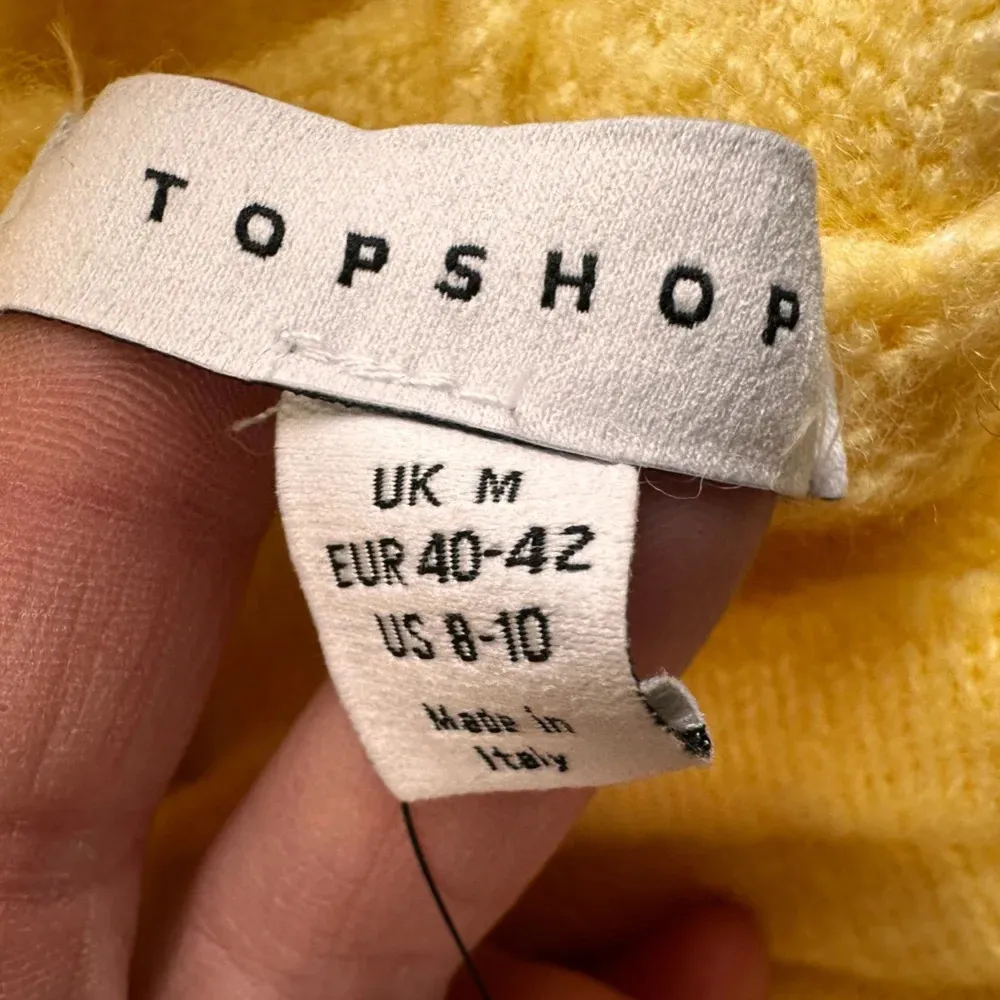 TOPSHOP
UK M
EUR 40-42
US 8-10
Made in
Italy